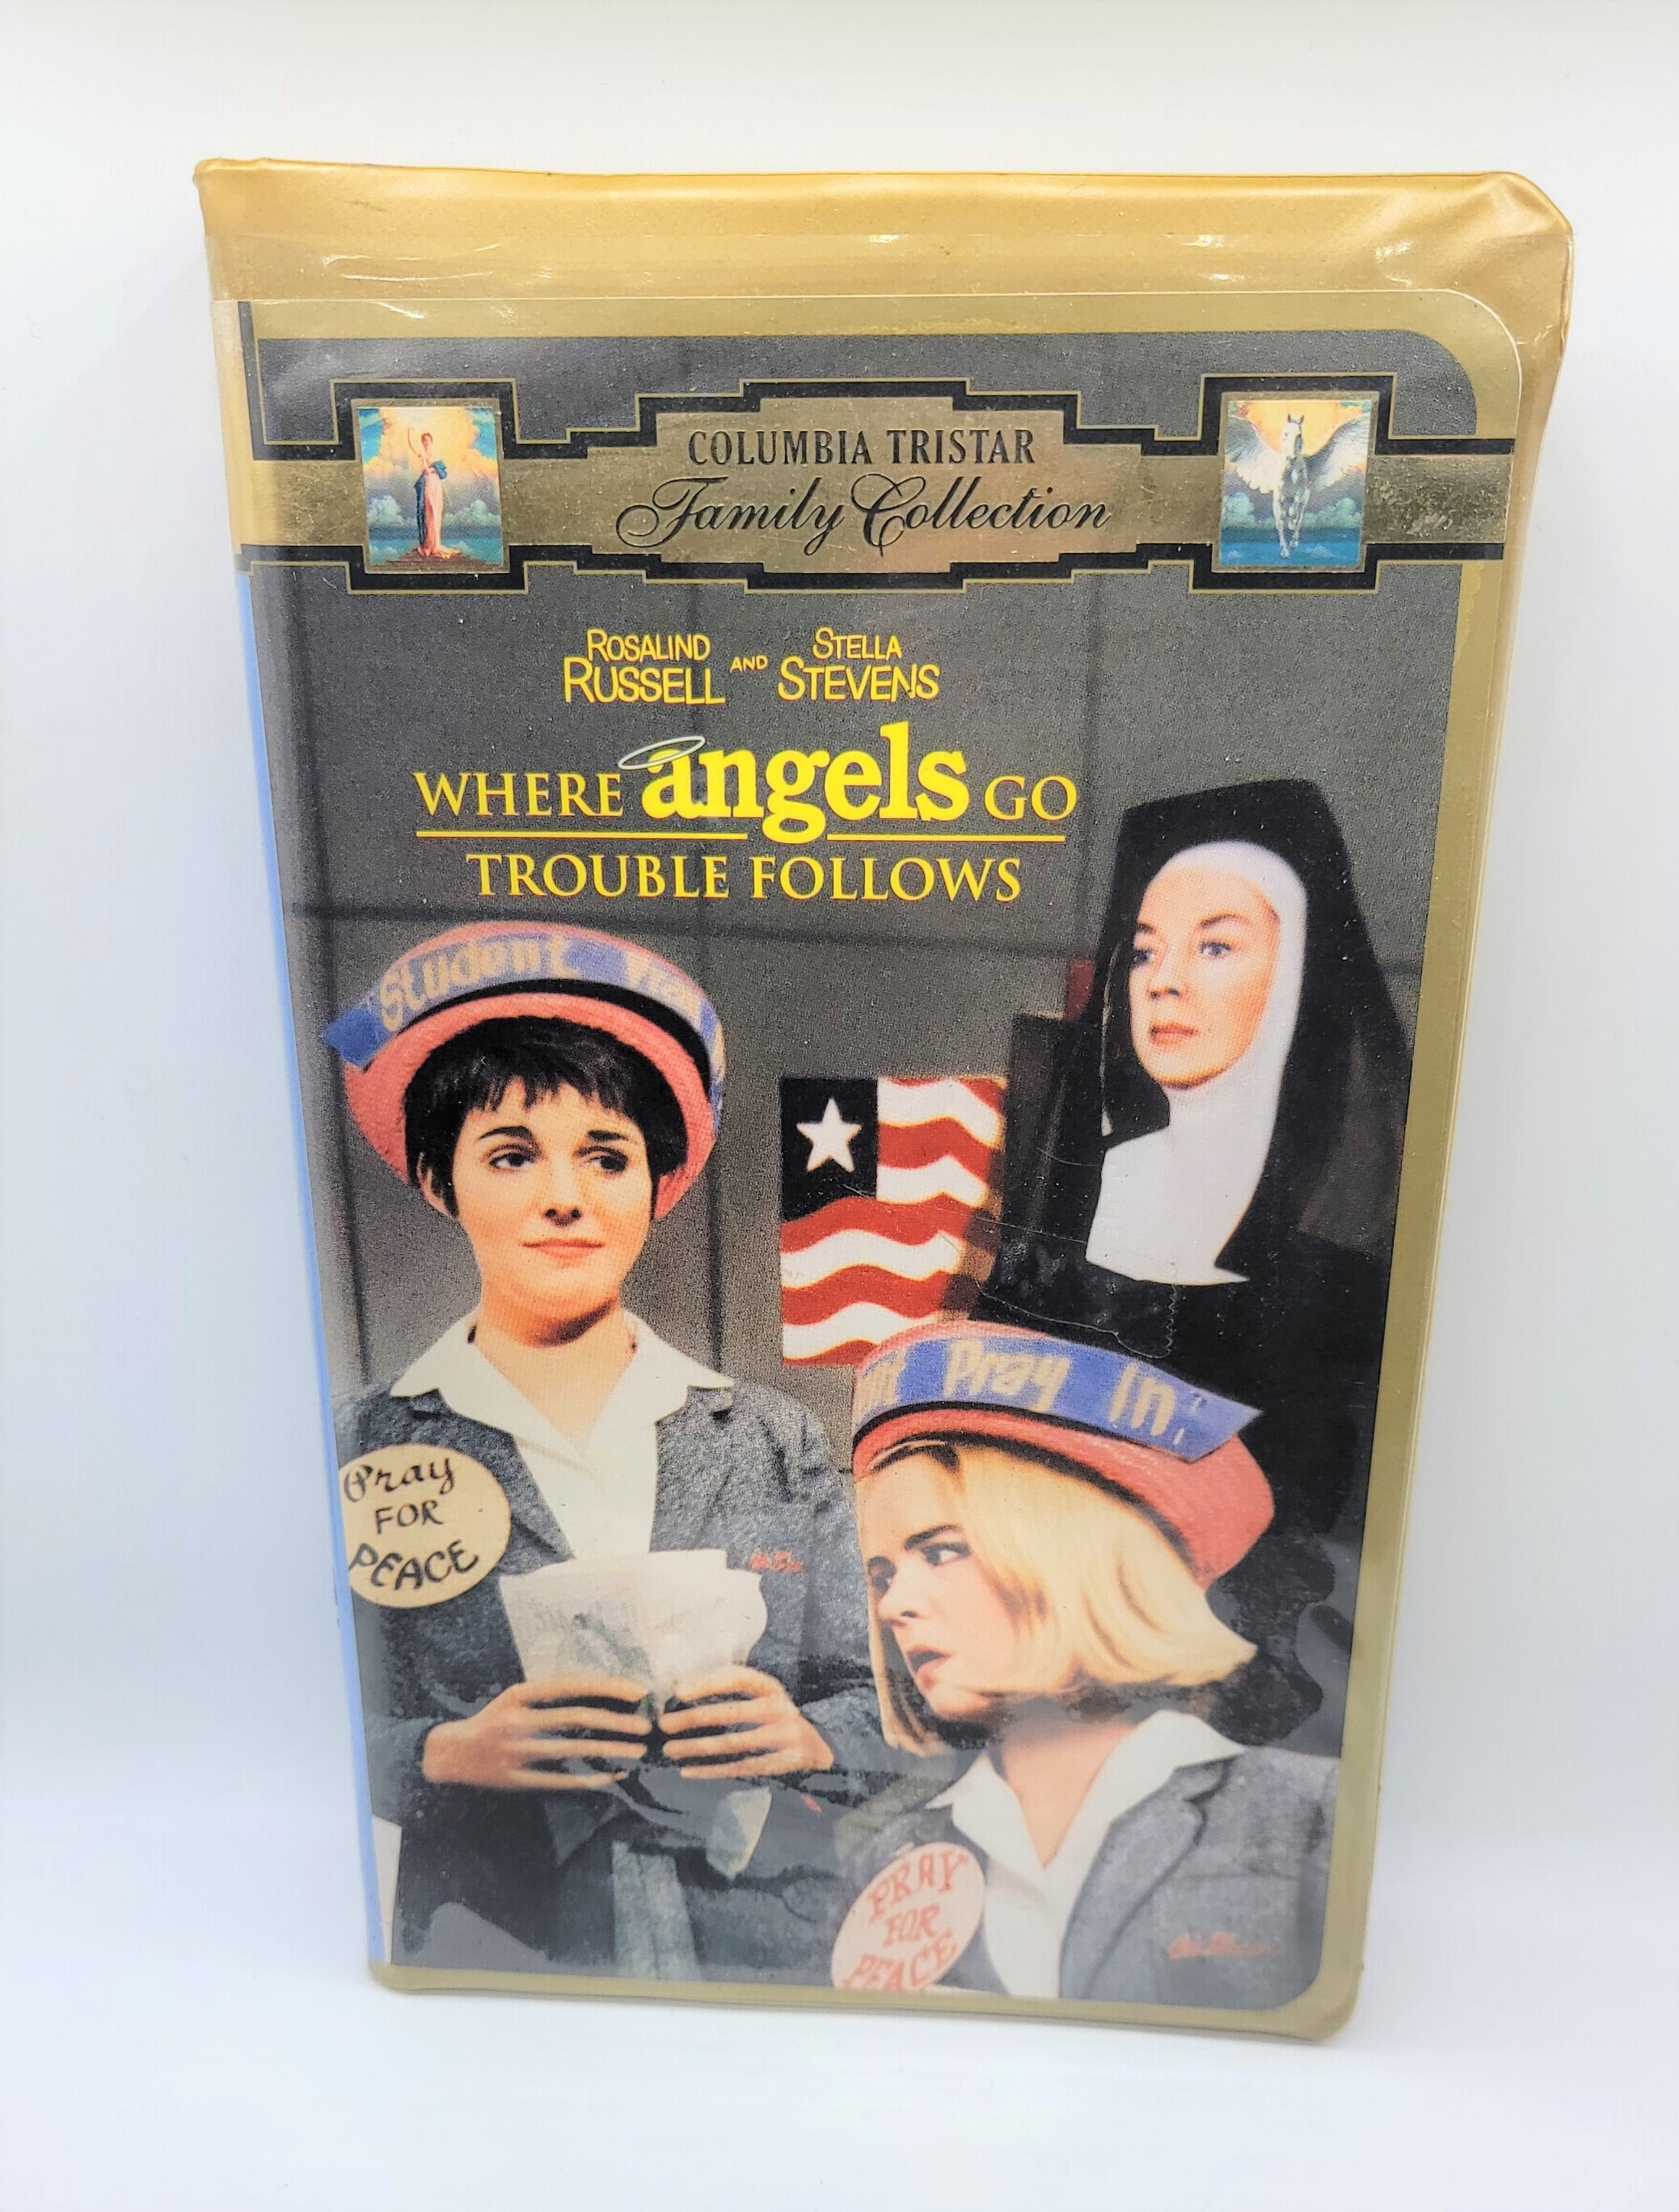 COLUMBIA TRISTAR
Family Collection
ROSALIND RUSSELL AND STELLA STEVENS
WHERE angels GO
TROUBLE FOLLOWS
Student Pray
Pray In
Pray
FOR
PEACE
PRAY
FOR
PEACE